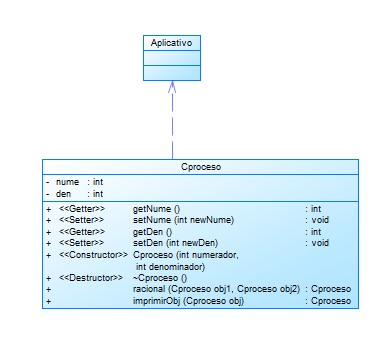 Aplicativo
Cproceso
- nume : int
- den : int
+ <<Getter>> getNume () : int
+ <<Setter>> setNume (int newNume) : void
+ <<Getter>> getDen () : int
+ <<Setter>> setDen (int newDen) : void
+ <<Constructor>> Cproceso (int numerador,
int denominador)
+ <<Destructor>> ~Cproceso ()
+ racional (Cproceso obj1, Cproceso obj2) : Cproceso
+ imprimirObj (Cproceso obj) : Cproceso